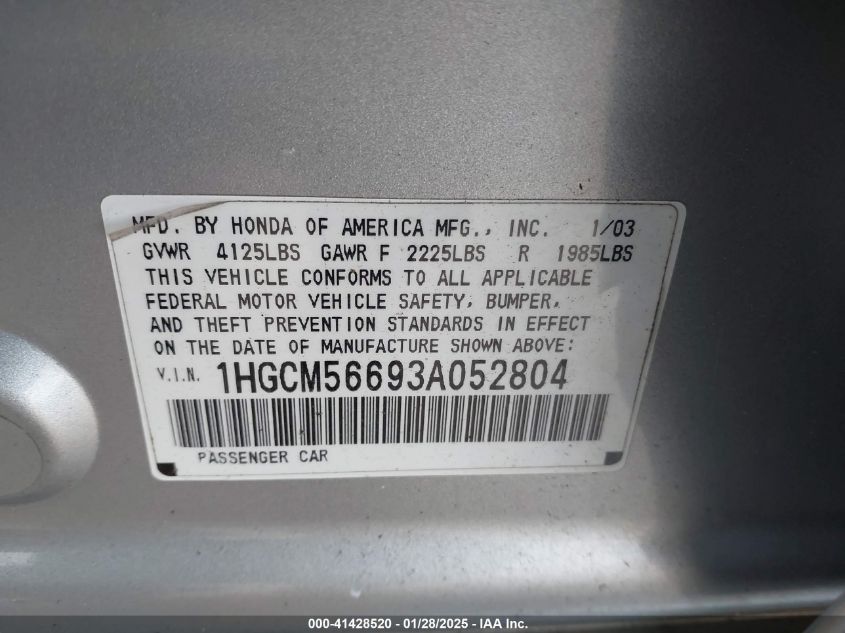 MFD. BY HONDA OF AMERICA MFG., INC. 1/03
GVWR 4125LBS GAWR F 2225LBS R 1985LBS
THIS VEHICLE CONFORMS TO ALL APPLICABLE
FEDERAL MOTOR VEHICLE SAFETY, BUMPER,
AND THEFT PREVENTION STANDARDS IN EFFECT
ON THE DATE OF MANUFACTURE SHOWN ABOVE:
V.I.N. 1HGCM56693A052804
PASSENGER CAR
000-41428520 - 01/28/2025 - IAA Inc.